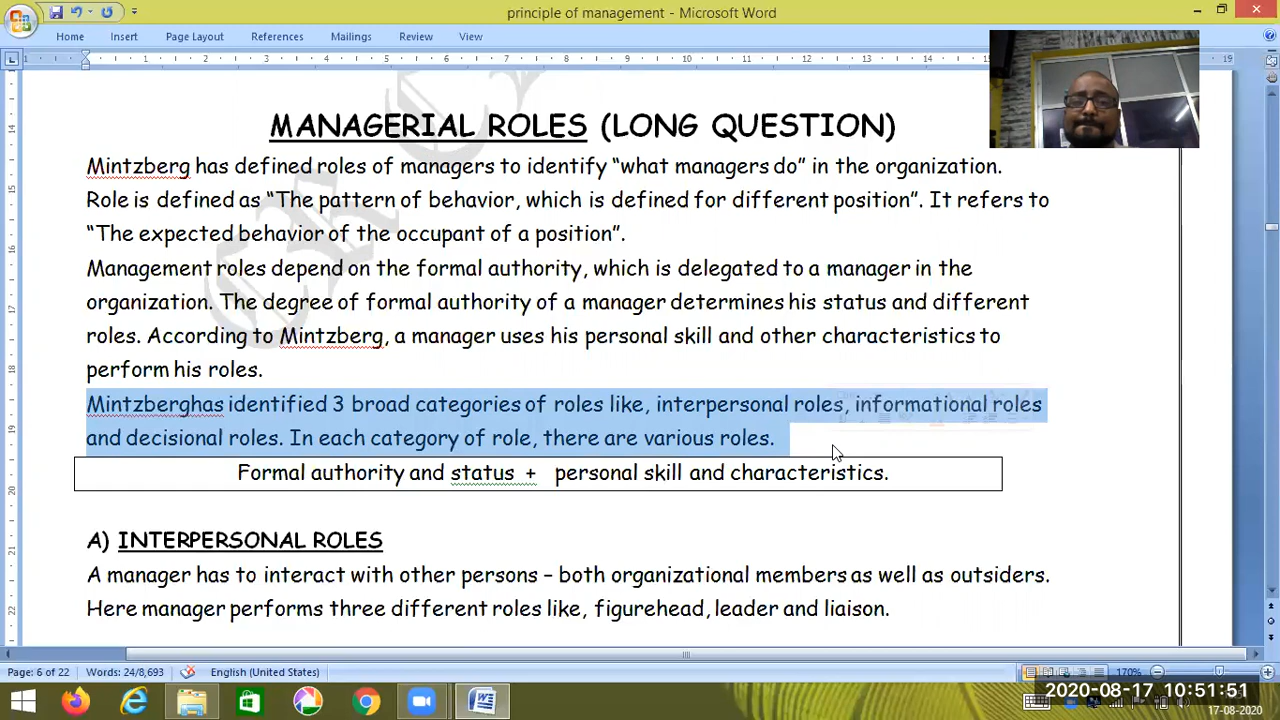 principle of management - Microsoft Word
Home Insert Page Layout References Mailings Review View
MANAGERIAL ROLES (LONG QUESTION)
Mintzberg has defined roles of managers to identify “what managers do” in the organization.
Role is defined as “The pattern of behavior, which is defined for different position”. It refers to
“The expected behavior of the occupant of a position”.
Management roles depend on the formal authority, which is delegated to a manager in the
organization. The degree of formal authority of a manager determines his status and different
roles. According to Mintzberg, a manager uses his personal skill and other characteristics to
perform his roles.
Mintzberghas identified 3 broad categories of roles like, interpersonal roles, informational roles
and decisional roles. In each category of role, there are various roles.
Formal authority and status + personal skill and characteristics.
A) INTERPERSONAL ROLES
A manager has to interact with other persons – both organizational members as well as outsiders.
Here manager performs three different roles like, figurehead, leader and liaison.
Page: 6 of 22 Words: 24/8,693 English (United States) 170%
2020-08-17 10:51:51
17-08-2020